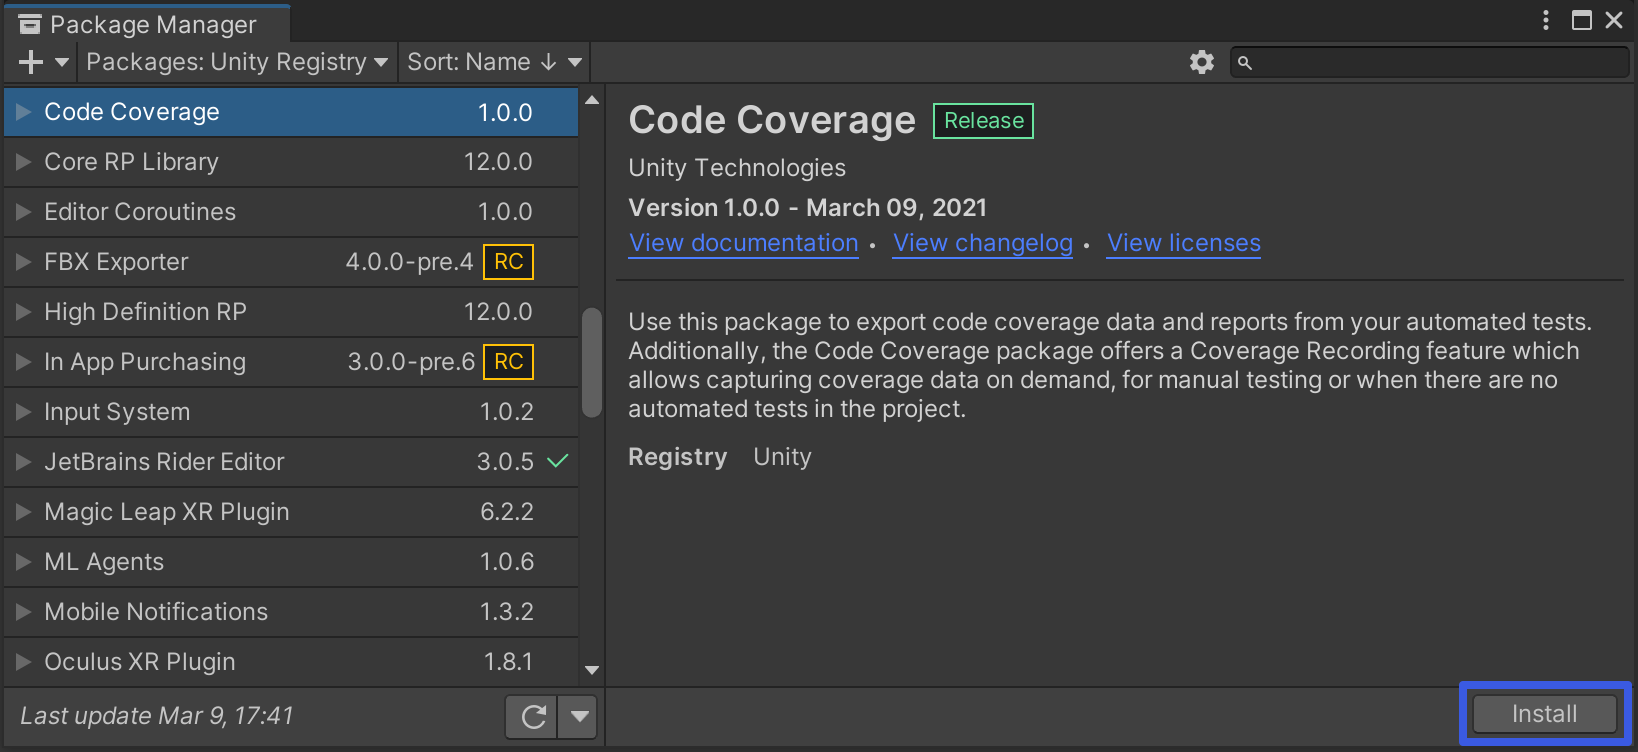 Package Manager
Packages: Unity Registry
Sort: Name ↓
Code Coverage 1.0.0
Core RP Library 12.0.0
Editor Coroutines 1.0.0
FBX Exporter 4.0.0-pre.4 RC
High Definition RP 12.0.0
In App Purchasing 3.0.0-pre.6 RC
Input System 1.0.2
JetBrains Rider Editor 3.0.5
Magic Leap XR Plugin 6.2.2
ML Agents 1.0.6
Mobile Notifications 1.3.2
Oculus XR Plugin 1.8.1
Last update Mar 9, 17:41
Code Coverage Release
Unity Technologies
Version 1.0.0 - March 09, 2021
View documentation • View changelog • View licenses
Use this package to export code coverage data and reports from your automated tests.
Additionally, the Code Coverage package offers a Coverage Recording feature which
allows capturing coverage data on demand, for manual testing or when there are no
automated tests in the project.
Registry Unity
Install